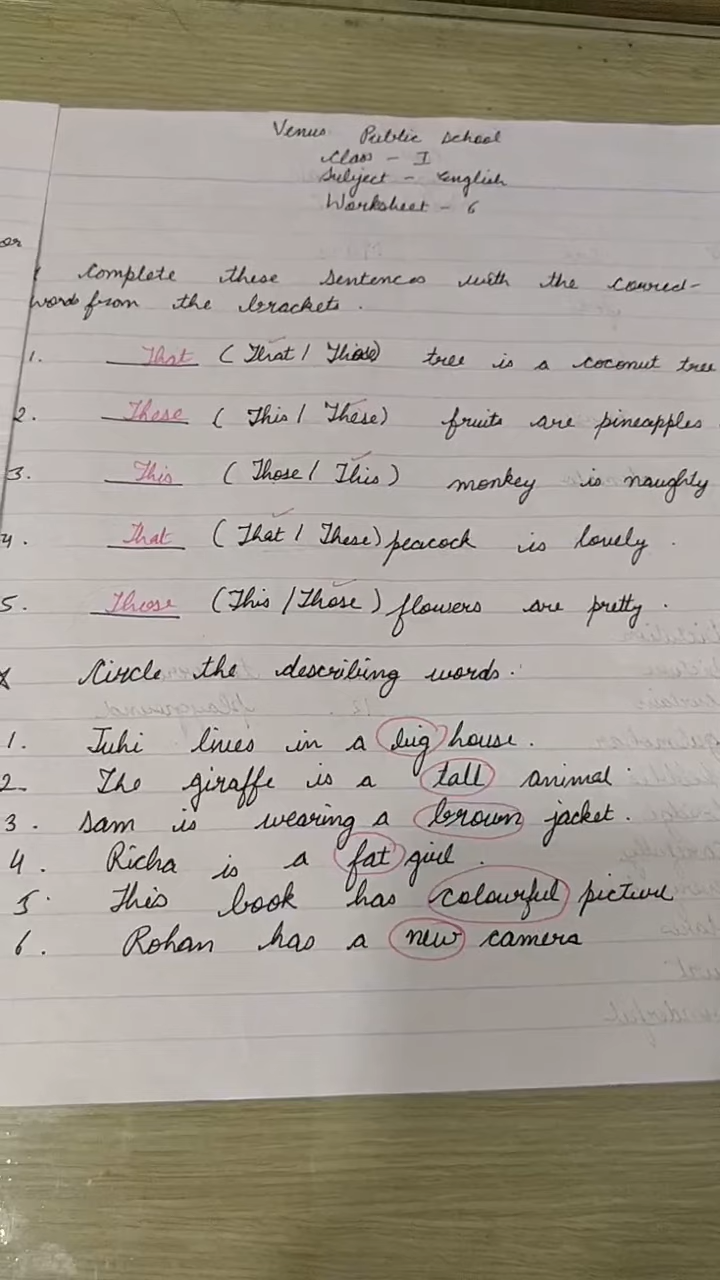 Venus Public School
Class - I
Subject - English
Worksheet - 6
Complete these sentences with the correct
word from the brackets.
1. That (That / Those) tree is a coconut tree
2. These (This / These) fruits are pineapples
3. This (Those / This) monkey is naughty
4. That (That / These) peacock is lovely.
5. Those (This / Those) flowers are pretty.
Circle the describing words.
1. Juhi lives in a big house.
2. The giraffe is a tall animal.
3. Sam is wearing a brown jacket.
4. Richa is a fat girl.
5. This book has colourful picture
6. Rohan has a new camera